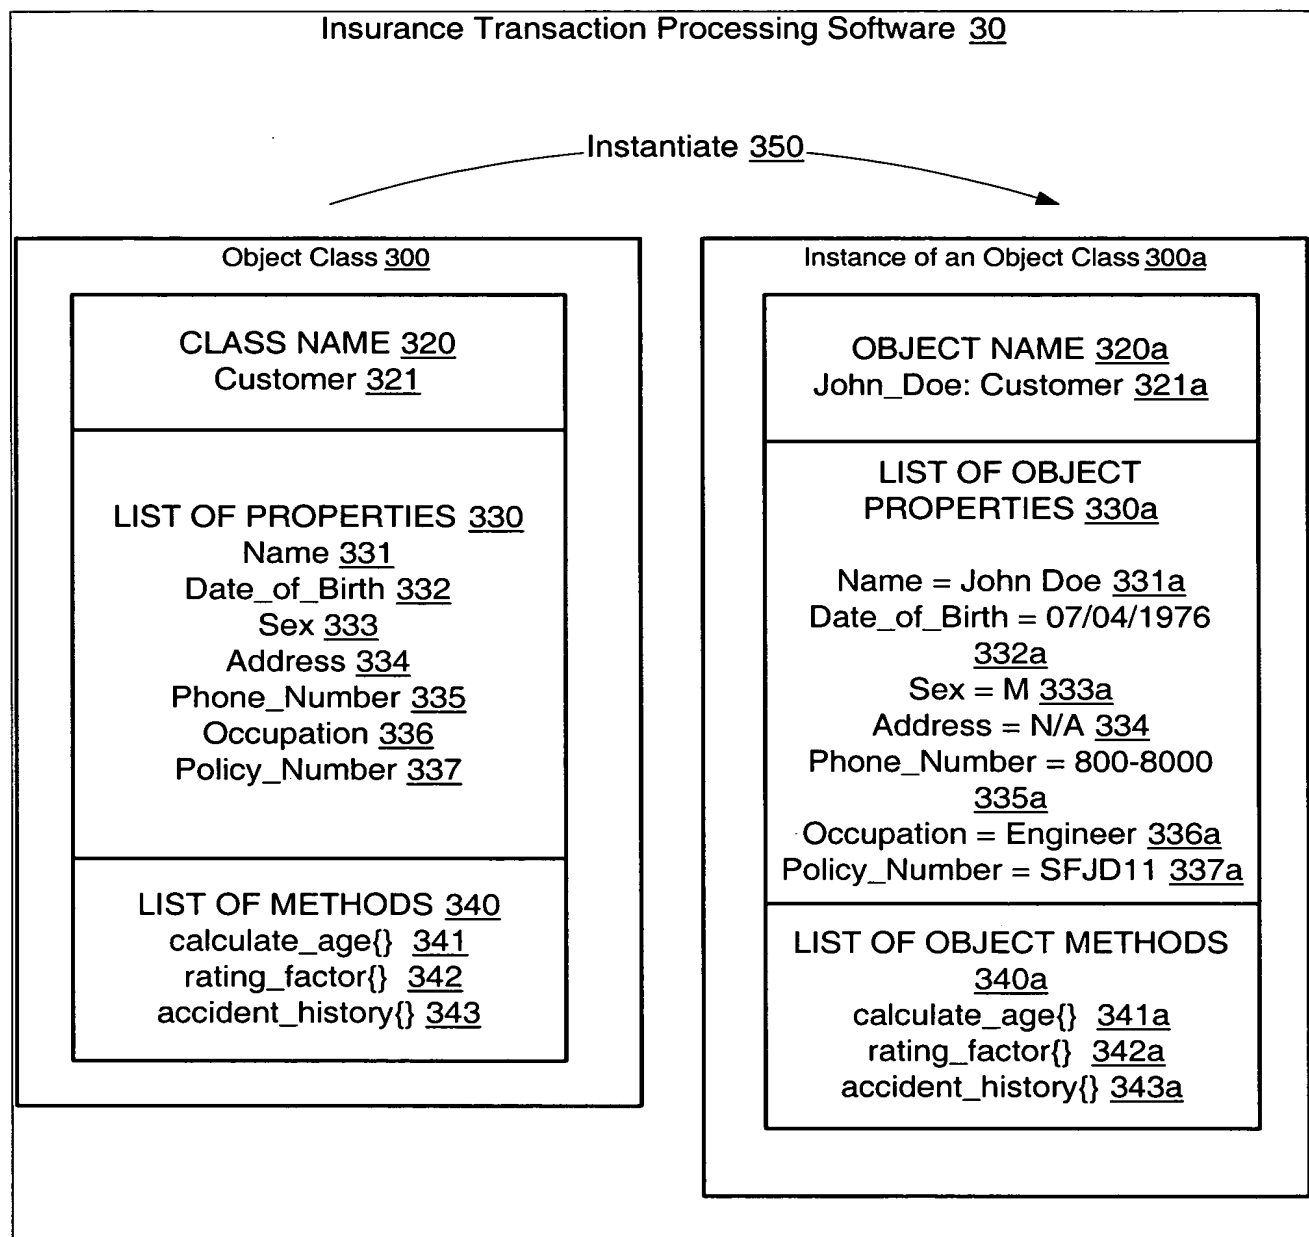 Insurance Transaction Processing Software 30
Instantiate 350
Object Class 300
CLASS NAME 320
Customer 321
LIST OF PROPERTIES 330
Name 331
Date_of_Birth 332
Sex 333
Address 334
Phone_Number 335
Occupation 336
Policy_Number 337
LIST OF METHODS 340
calculate_age{} 341
rating_factor{} 342
accident_history{} 343
Instance of an Object Class 300a
OBJECT NAME 320a
John_Doe: Customer 321a
LIST OF OBJECT
PROPERTIES 330a
Name = John Doe 331a
Date_of_Birth = 07/04/1976
332a
Sex = M 333a
Address = N/A 334
Phone_Number = 800-8000
335a
Occupation = Engineer 336a
Policy_Number = SFJD11 337a
LIST OF OBJECT METHODS
340a
calculate_age{} 341a
rating_factor{} 342a
accident_history{} 343a